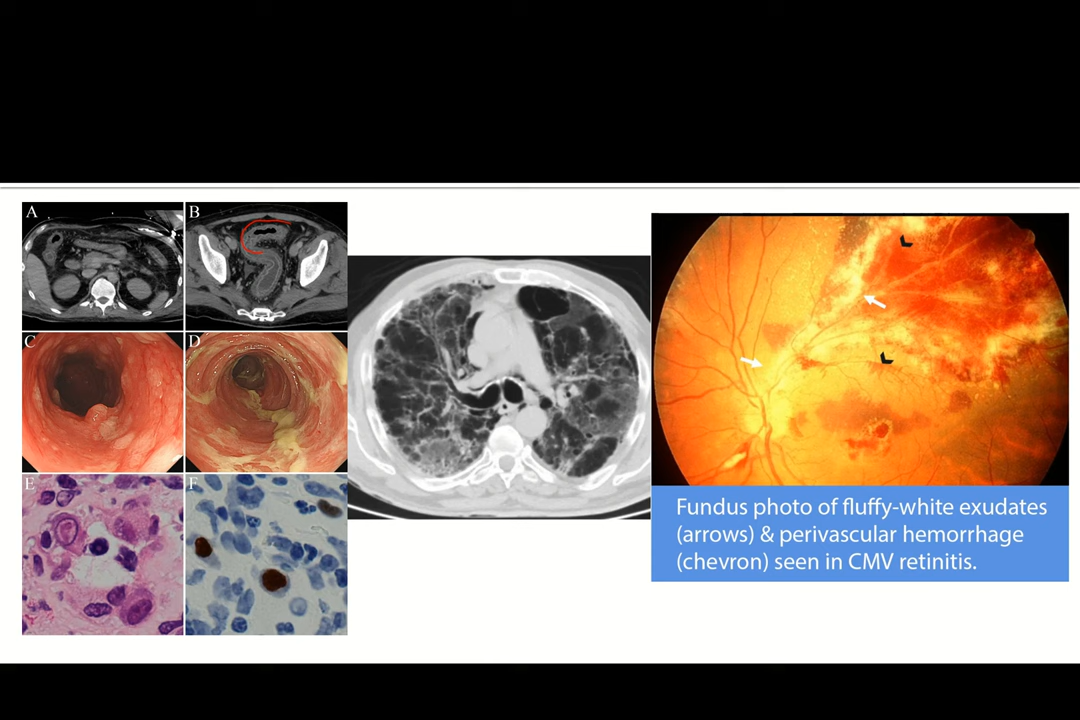 A
B
C
D
E
F
Fundus photo of fluffy-white exudates
(arrows) & perivascular hemorrhage
(chevron) seen in CMV retinitis.